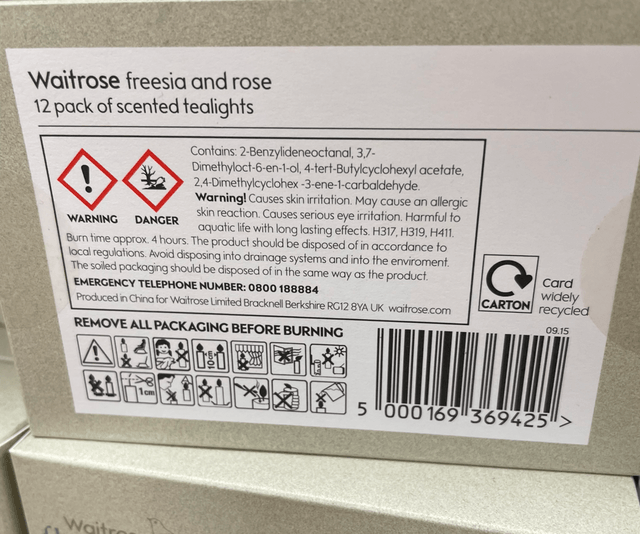 Waitrose freesia and rose
12 pack of scented tealights
Contains: 2-Benzylideneoctanal, 3,7-
Dimethyloct-6-en-1-ol, 4-tert-Butylcyclohexyl acetate,
2,4-Dimethylcyclohex -3-ene-1-carbaldehyde.
Warning! Causes skin irritation. May cause an allergic
skin reaction. Causes serious eye irritation. Harmful to
aquatic life with long lasting effects. H317, H319, H411.
WARNING DANGER
Burn time approx. 4 hours. The product should be disposed of in accordance to
local regulations. Avoid disposing into drainage systems and into the enviroment.
The soiled packaging should be disposed of in the same way as the product.
EMERGENCY TELEPHONE NUMBER: 0800 188884
Produced in China for Waitrose Limited Bracknell Berkshire RG12 8YA UK waitrose.com
CARTON
Card
widely
recycled
09.15
REMOVE ALL PACKAGING BEFORE BURNING
1cm
5 000169 369425 >